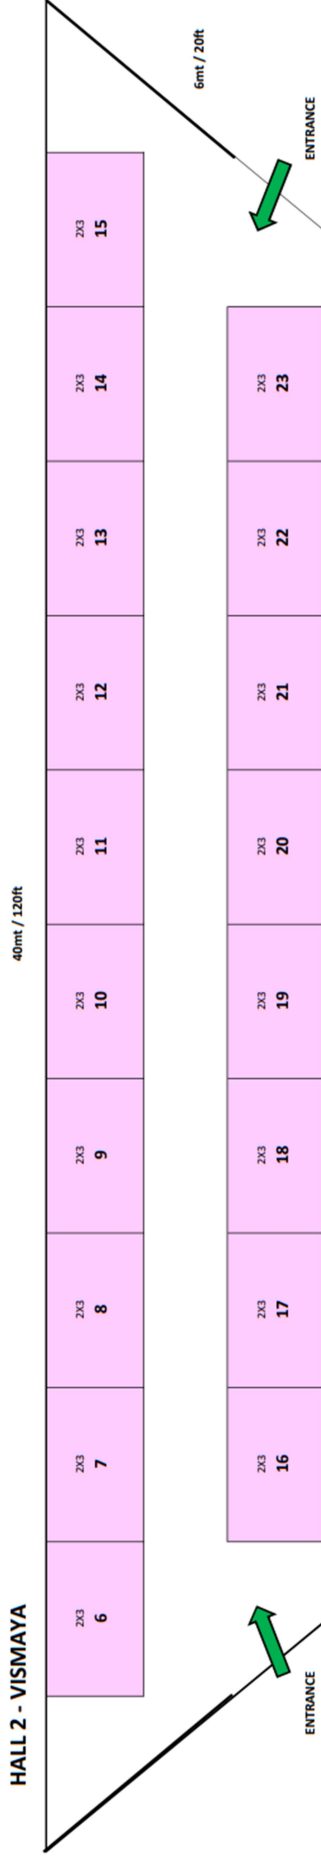 HALL 2 - VISMAYA
40mt / 120ft
6mt / 20ft
2X3
6
2X3
7
2X3
8
2X3
9
2X3
10
2X3
11
2X3
12
2X3
13
2X3
14
2X3
15
ENTRANCE
2X3
16
2X3
17
2X3
18
2X3
19
2X3
20
2X3
21
2X3
22
2X3
23
ENTRANCE